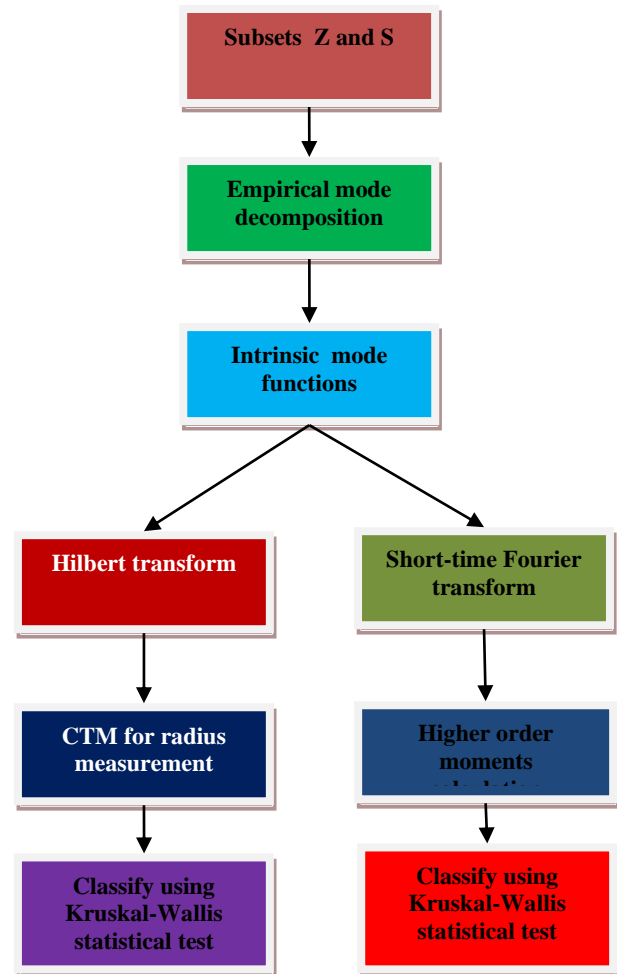 Subsets Z and S
Empirical mode
decomposition
Intrinsic mode
functions
Hilbert transform
Short-time Fourier
transform
CTM for radius
measurement
Higher order
moments
Classify using
Kruskal-Wallis
statistical test
Classify using
Kruskal-Wallis
statistical test